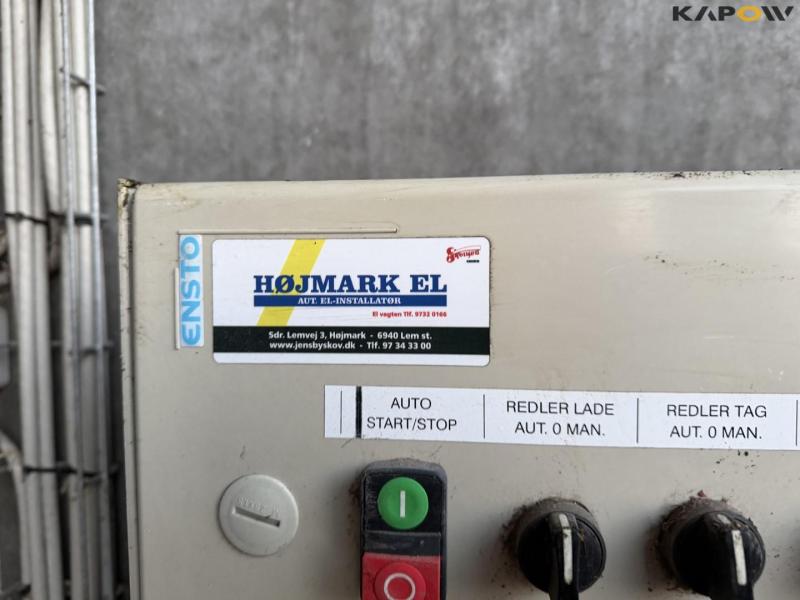 KAPOW
ENSTO
HØJMARK EL
AUT. EL-INSTALLATØR
El vagten Tlf. 9732 0166
Sdr. Lemvej 3, Højmark - 6940 Lem st.
www.jensbyskov.dk - Tlf. 97 34 33 00
AUTO
START/STOP
REDLER LADE
AUT. 0 MAN.
REDLER TAG
AUT. 0 MAN.
I
O